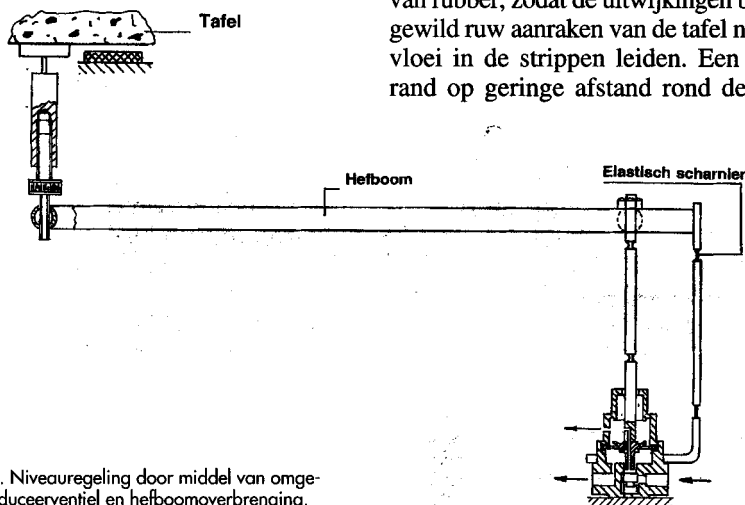 van rubber, zodat de uitwijkingen
gewild ruw aanraken van de tafel
vloei in de strippen leiden. Een
rand op geringe afstand rond de
Tafel
Hefboom
Elastisch scharnier
. Niveauregeling door middel van omge-
duceerventiel en hefboomoverbrenging.